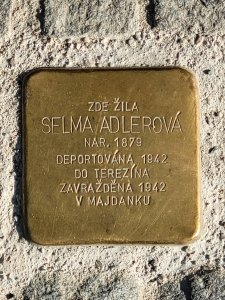 ZDE ŽILA
SELMA ADLEROVÁ
NAR. 1879
DEPORTOVÁNA 1942
DO TEREZÍNA
ZAVRAŽDĚNA 1942
V MAJDANKU